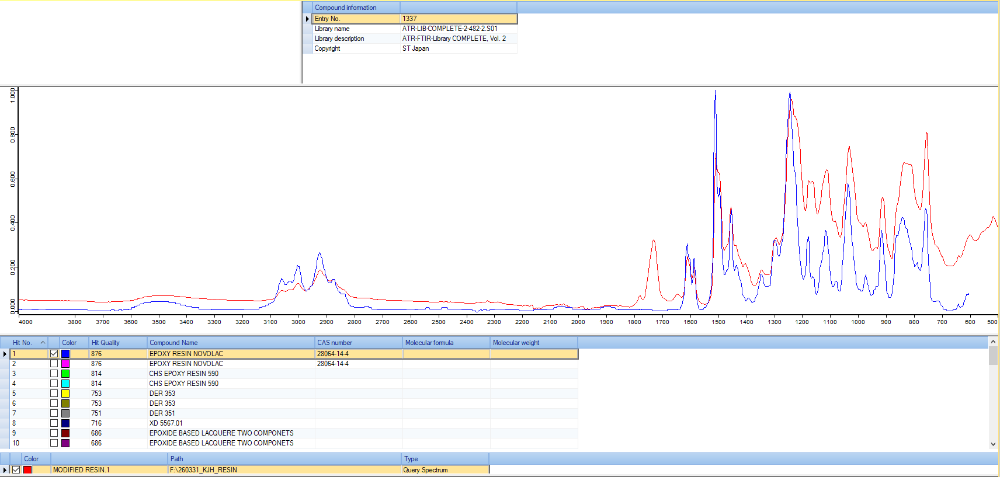 Compound information
Entry No. 1337
Library name ATR-LIB-COMPLETE-2-482-2.S01
Library description ATR-FTIR-Library COMPLETE, Vol. 2
Copyright ST Japan
1.000
0.800
0.600
0.400
0.200
0.000
4000 3800 3700 3600 3500 3400 3300 3200 3100 3000 2900 2800 2700 2600 2500 2400 2300 2200 2100 2000 1900 1800 1700 1600 1500 1400 1300 1200 1100 1000 900 800 700 600 500
Hit No. Color Hit Quality Compound Name CAS number Molecular formula Molecular weight
1 876 EPOXY RESIN NOVOLAC 28064-14-4
2 876 EPOXY RESIN NOVOLAC 28064-14-4
3 814 CHS EPOXY RESIN 590
4 814 CHS EPOXY RESIN 590
5 753 DER 353
6 753 DER 353
7 751 DER 351
8 716 XD 5567.01
9 686 EPOXIDE BASED LACQUERE TWO COMPONETS
10 686 EPOXIDE BASED LACQUERE TWO COMPONETS
Color Path Type
MODIFIED RESIN.1 F:\260331_KJH_RESIN Query Spectrum